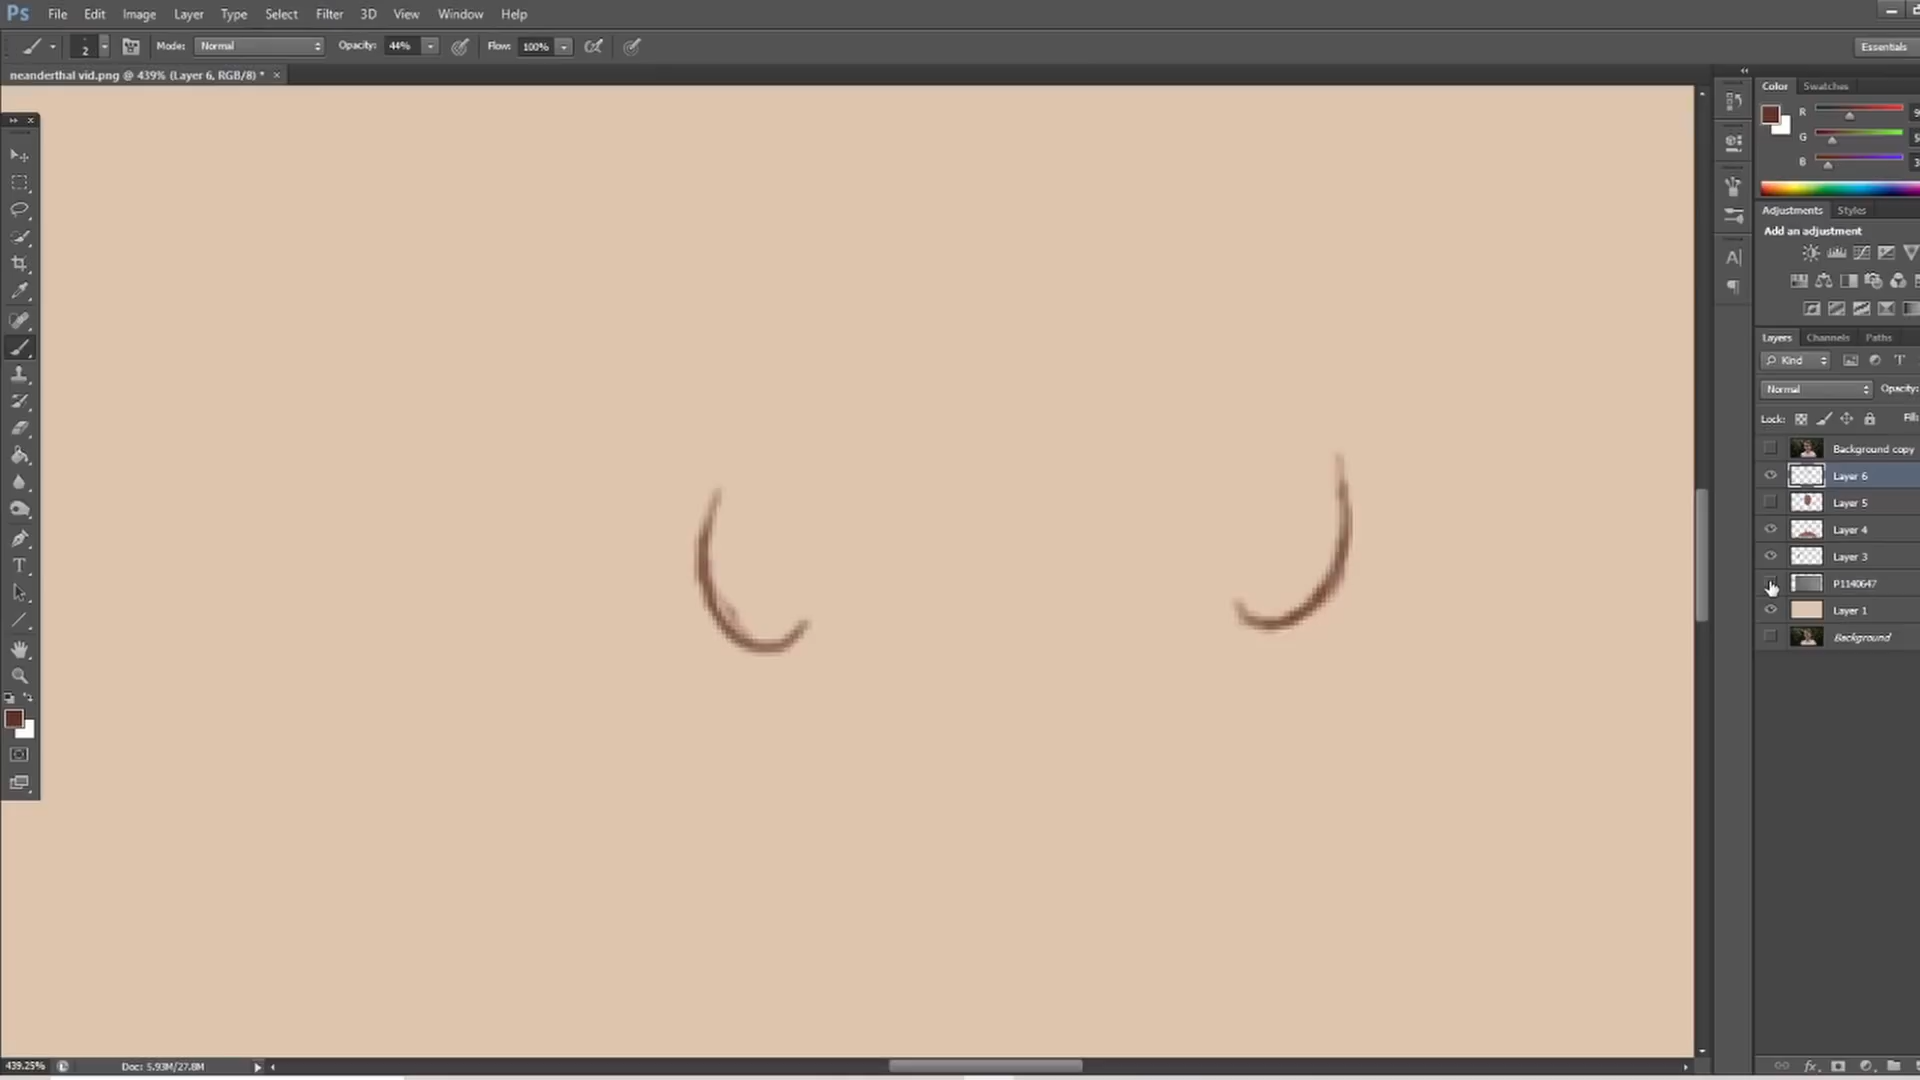 Ps File Edit Image Layer Type Select Filter 3D View Window Help
2 Mode: Normal Opacity: 44% Flow: 100% Essentials
neanderthal vid.png @ 439% (Layer 6, RGB/8) * ×
Color Swatches
R
G
B
Adjustments Styles
Add an adjustment
Layers Channels Paths
Kind
Normal Opacity:
Lock: Fill:
Background copy
Layer 6
Layer 5
Layer 4
Layer 3
P1140647
Layer 1
Background
439.25% Doc: 5.93M/27.8M